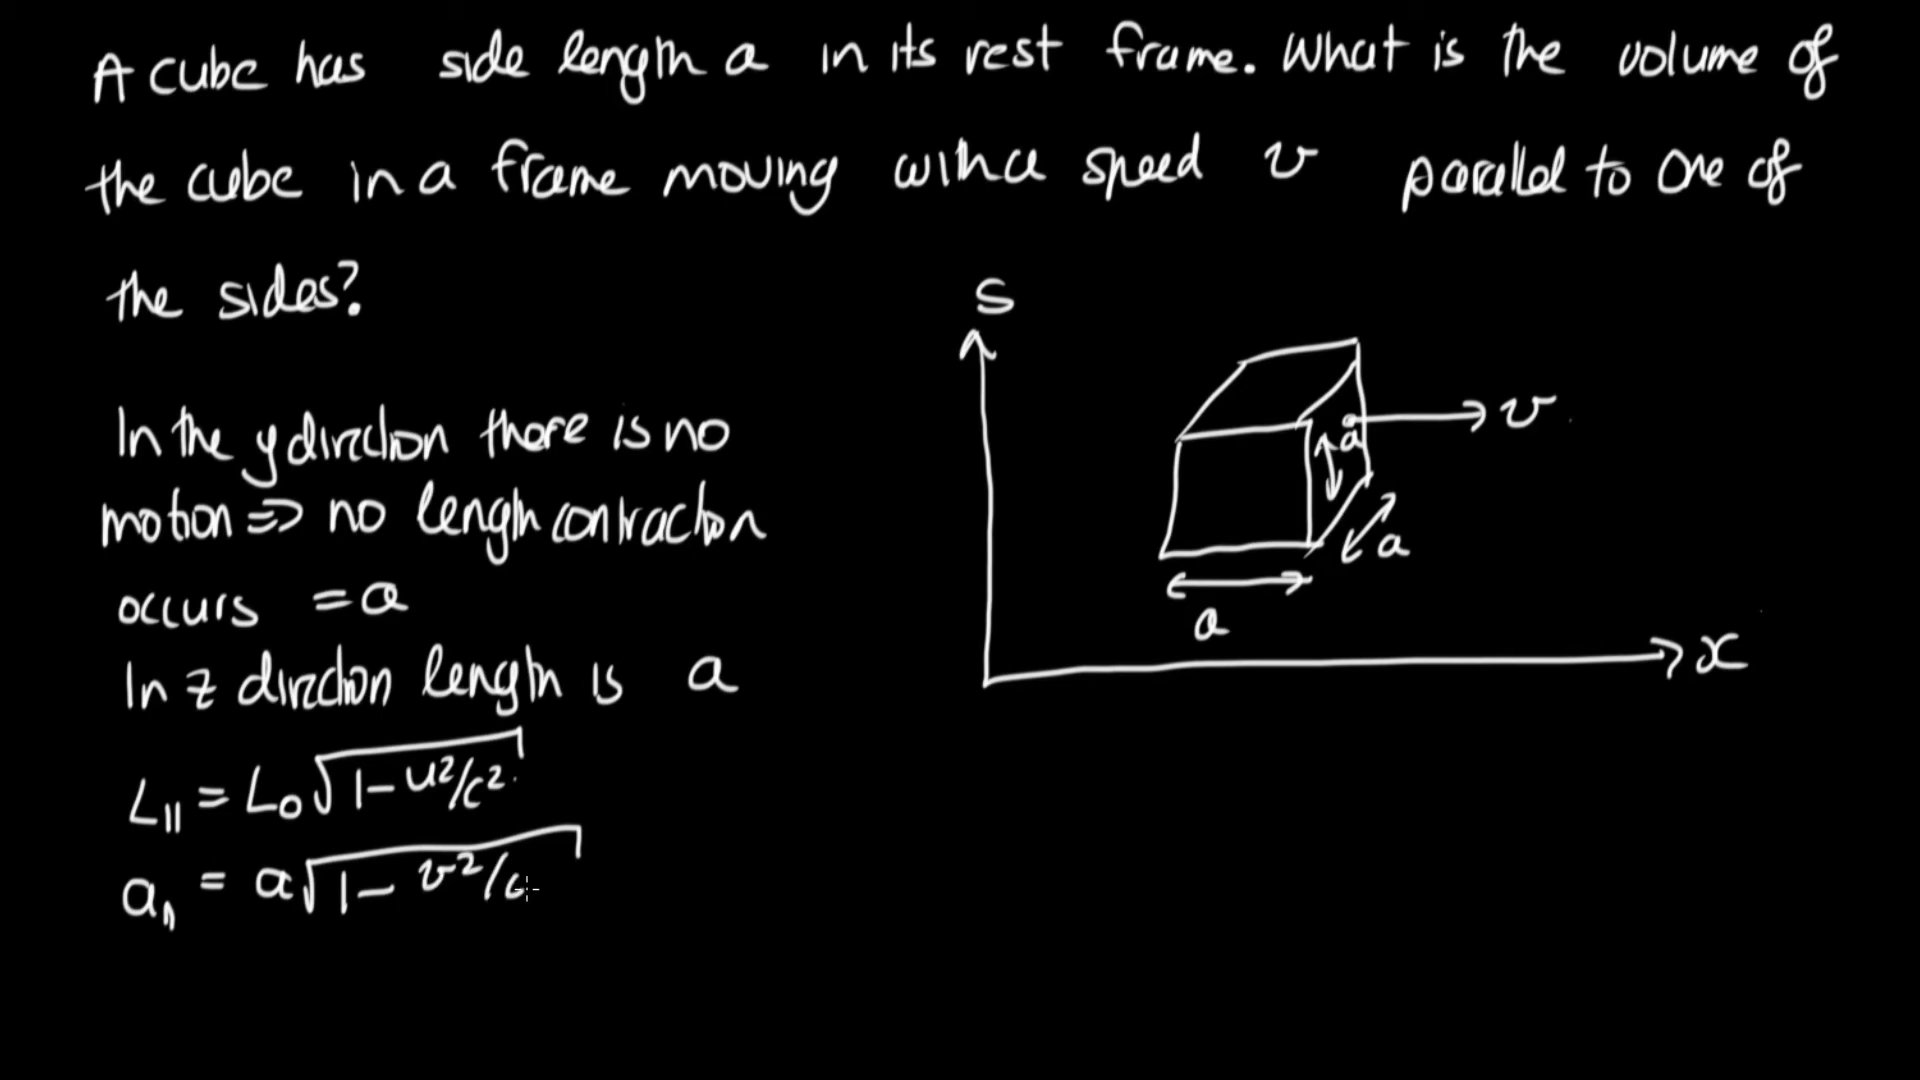 A cube has side length a in its rest frame. What is the volume of
the cube in a frame moving with a speed v parallel to one of
the sides?
S
In the y direction there is no
motion => no length contraction
occurs = a
In z direction length is a
L|| = L0√1-u²/c²
a|| = a√1- v²/c
v
a
a
a
x